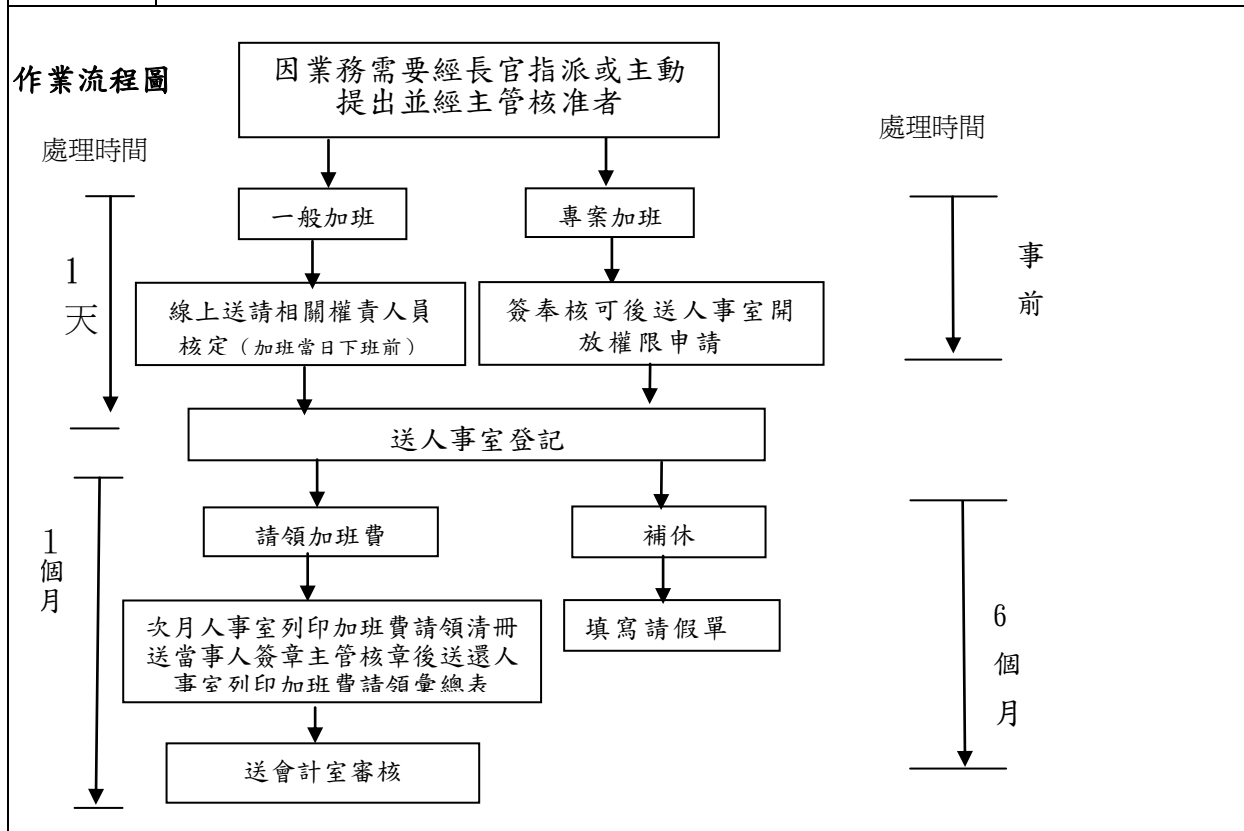 作業流程圖
因業務需要經長官指派或主動
提出並經主管核准者
處理時間
處理時間
一般加班
專案加班
1
天
事
前
線上送請相關權責人員
核定（加班當日下班前）
簽奉核可後送人事室開
放權限申請
送人事室登記
1
個
月
請領加班費
補休
6
個
月
次月人事室列印加班費請領清冊
送當事人簽章主管核章後送還人
事室列印加班費請領彙總表
填寫請假單
送會計室審核